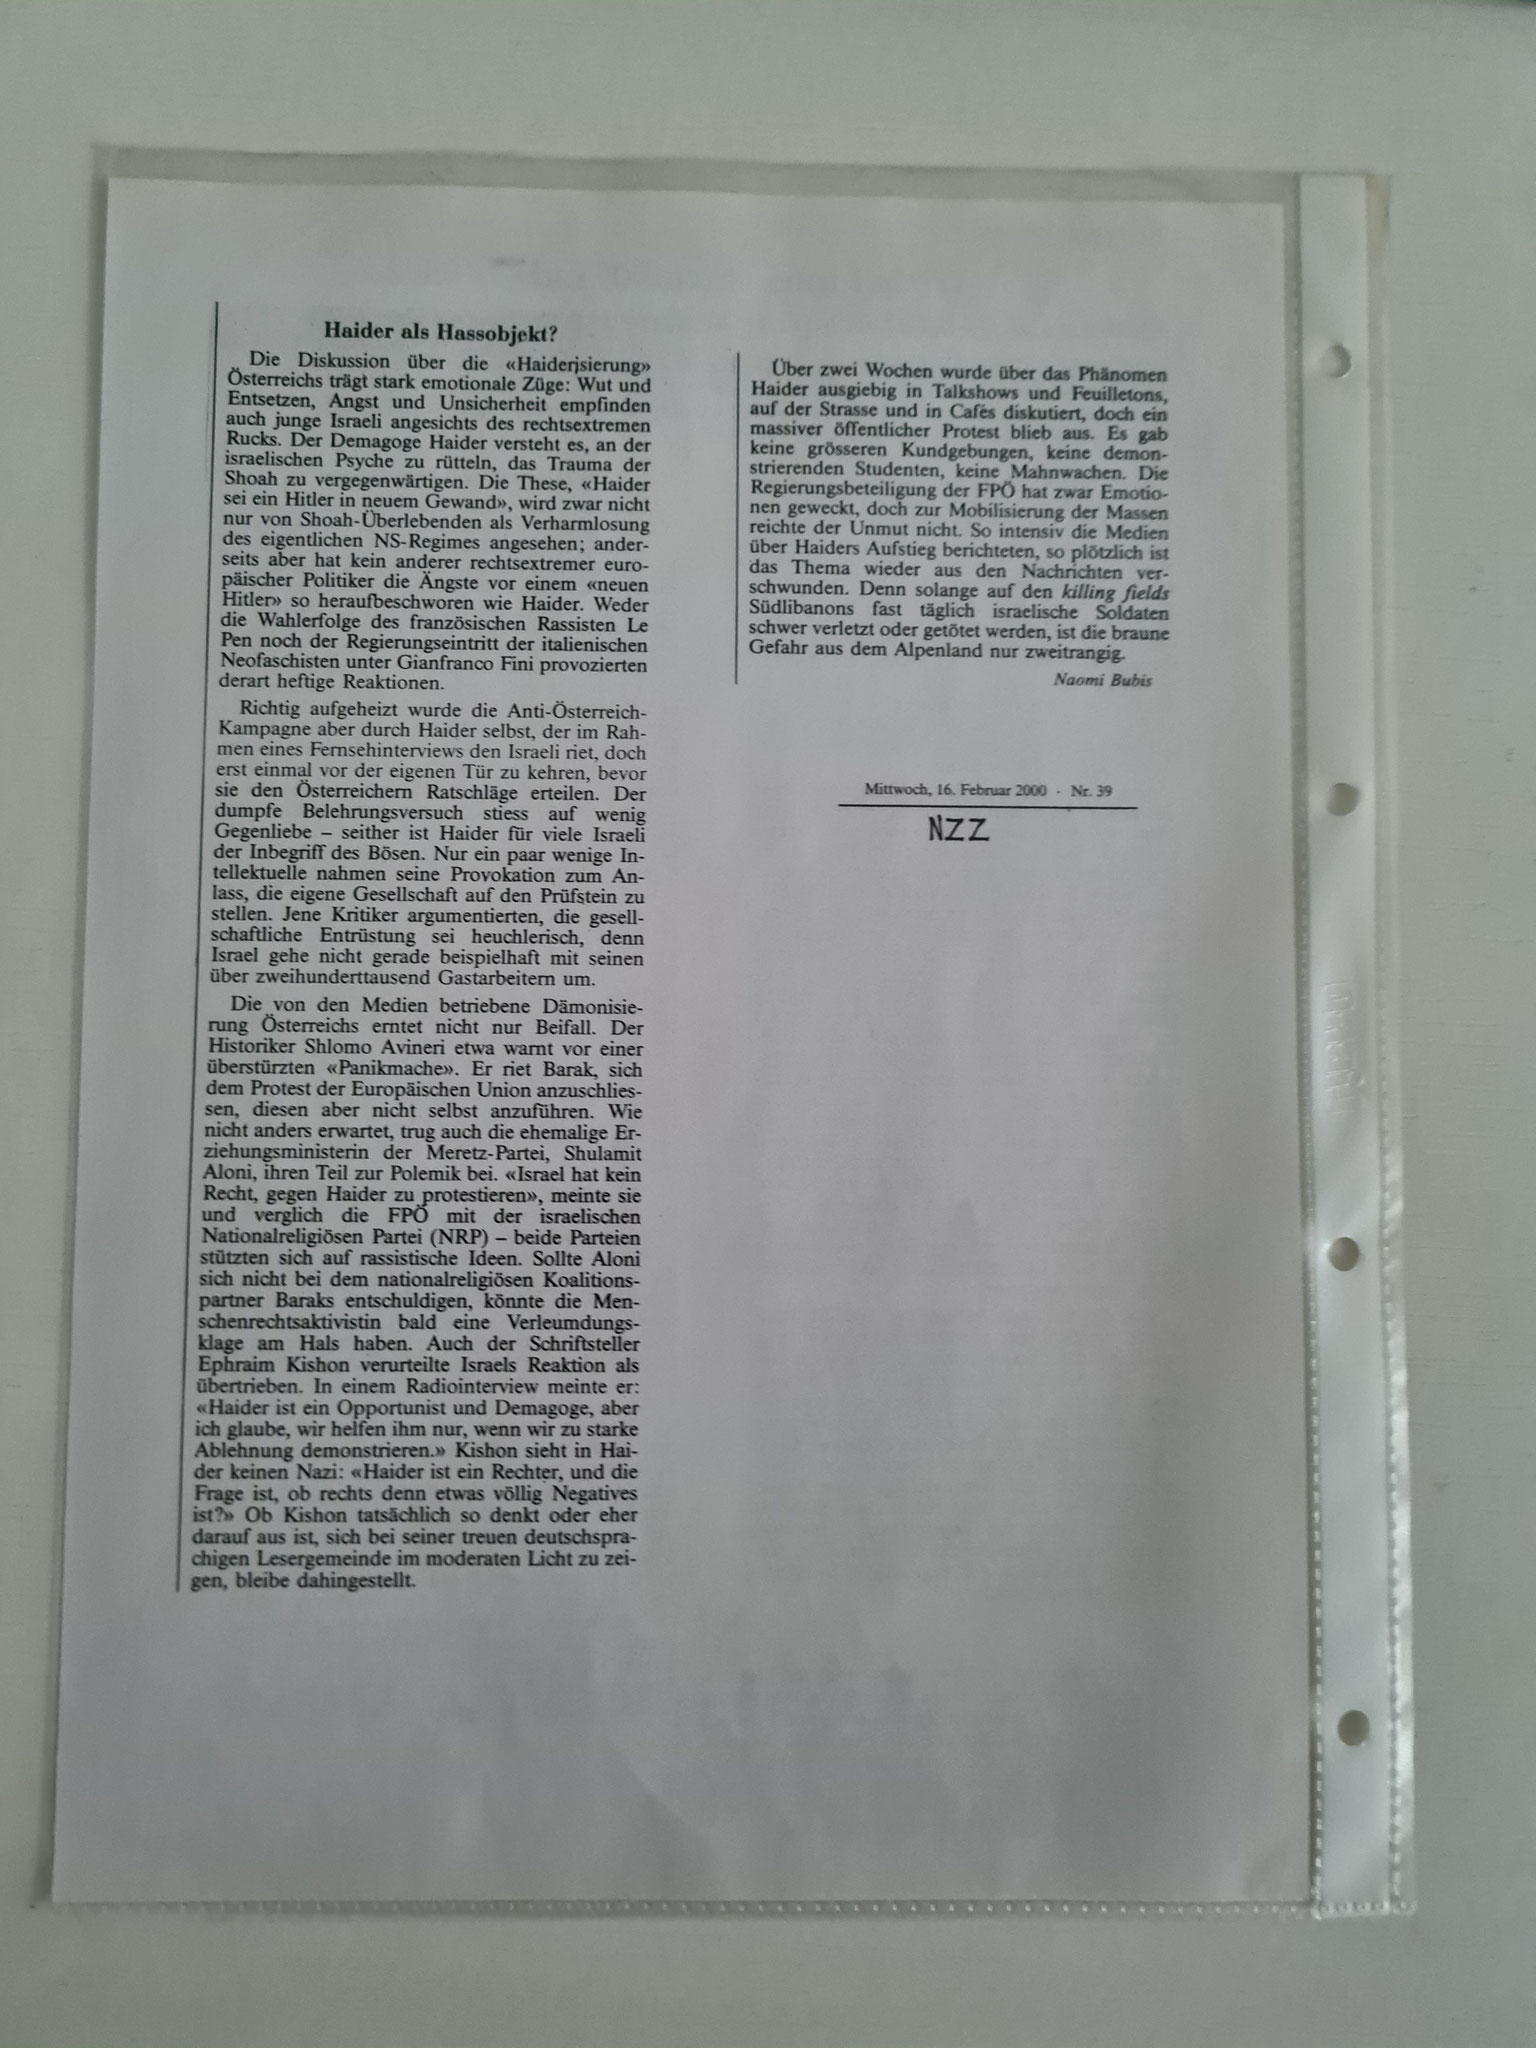 Haider als Hassobjekt?
Die Diskussion über die «Haiderisierung»
Österreichs trägt stark emotionale Züge: Wut und
Entsetzen, Angst und Unsicherheit empfinden
auch junge Israeli angesichts des rechtsextremen
Rucks. Der Demagoge Haider versteht es, an der
israelischen Psyche zu rütteln, das Trauma der
Shoah zu vergegenwärtigen. Die These, «Haider
sei ein Hitler in neuem Gewand», wird zwar nicht
nur von Shoah-Überlebenden als Verharmlosung
des eigentlichen NS-Regimes angesehen; ander-
seits aber hat kein anderer rechtsextremer euro-
päischer Politiker die Ängste vor einem «neuen
Hitler» so heraufbeschworen wie Haider. Weder
die Wahlerfolge des französischen Rassisten Le
Pen noch der Regierungseintritt der italienischen
Neofaschisten unter Gianfranco Fini provozierten
derart heftige Reaktionen.
Richtig aufgeheizt wurde die Anti-Österreich-
Kampagne aber durch Haider selbst, der im Rah-
men eines Fernsehinterviews den Israeli riet, doch
erst einmal vor der eigenen Tür zu kehren, bevor
sie den Österreichern Ratschläge erteilen. Der
dumpfe Belehrungsversuch stiess auf wenig
Gegenliebe – seither ist Haider für viele Israeli
der Inbegriff des Bösen. Nur ein paar wenige In-
tellektuelle nahmen seine Provokation zum An-
lass, die eigene Gesellschaft auf den Prüfstein zu
stellen. Jene Kritiker argumentierten, die gesell-
schaftliche Entrüstung sei heuchlerisch, denn
Israel gehe nicht gerade beispielhaft mit seinen
über zweihunderttausend Gastarbeitern um.
Die von den Medien betriebene Dämonisie-
rung Österreichs erntet nicht nur Beifall. Der
Historiker Shlomo Avineri etwa warnt vor einer
überstürzten «Panikmache». Er riet Barak, sich
dem Protest der Europäischen Union anzuschlies-
sen, diesen aber nicht selbst anzuführen. Wie
nicht anders erwartet, trug auch die ehemalige Er-
ziehungsministerin der Meretz-Partei, Shulamit
Aloni, ihren Teil zur Polemik bei. «Israel hat kein
Recht, gegen Haider zu protestieren», meinte sie
und verglich die FPÖ mit der israelischen
Nationalreligiösen Partei (NRP) – beide Parteien
stützten sich auf rassistische Ideen. Sollte Aloni
sich nicht bei dem nationalreligiösen Koalitions-
partner Baraks entschuldigen, könnte die Men-
schenrechtsaktivistin bald eine Verleumdungs-
klage am Hals haben. Auch der Schriftsteller
Ephraim Kishon verurteilte Israels Reaktion als
übertrieben. In einem Radiointerview meinte er:
«Haider ist ein Opportunist und Demagoge, aber
ich glaube, wir helfen ihm nur, wenn wir zu starke
Ablehnung demonstrieren.» Kishon sieht in Hai-
der keinen Nazi: «Haider ist ein Rechter, und die
Frage ist, ob rechts denn etwas völlig Negatives
ist?» Ob Kishon tatsächlich so denkt oder eher
darauf aus ist, sich bei seiner treuen deutschspra-
chigen Lesergemeinde im moderaten Licht zu zei-
gen, bleibe dahingestellt.
Über zwei Wochen wurde über das Phänomen
Haider ausgiebig in Talkshows und Feuilletons,
auf der Strasse und in Cafés diskutiert, doch ein
massiver öffentlicher Protest blieb aus. Es gab
keine grösseren Kundgebungen, keine demon-
strierenden Studenten, keine Mahnwachen. Die
Regierungsbeteiligung der FPÖ hat zwar Emotio-
nen geweckt, doch zur Mobilisierung der Massen
reichte der Unmut nicht. So intensiv die Medien
über Haiders Aufstieg berichteten, so plötzlich ist
das Thema wieder aus den Nachrichten ver-
schwunden. Denn solange auf den killing fields
Südlibanons fast täglich israelische Soldaten
schwer verletzt oder getötet werden, ist die braune
Gefahr aus dem Alpenland nur zweitrangig.
Naomi Bubis
Mittwoch, 16. Februar 2000 · Nr. 39
NZZ